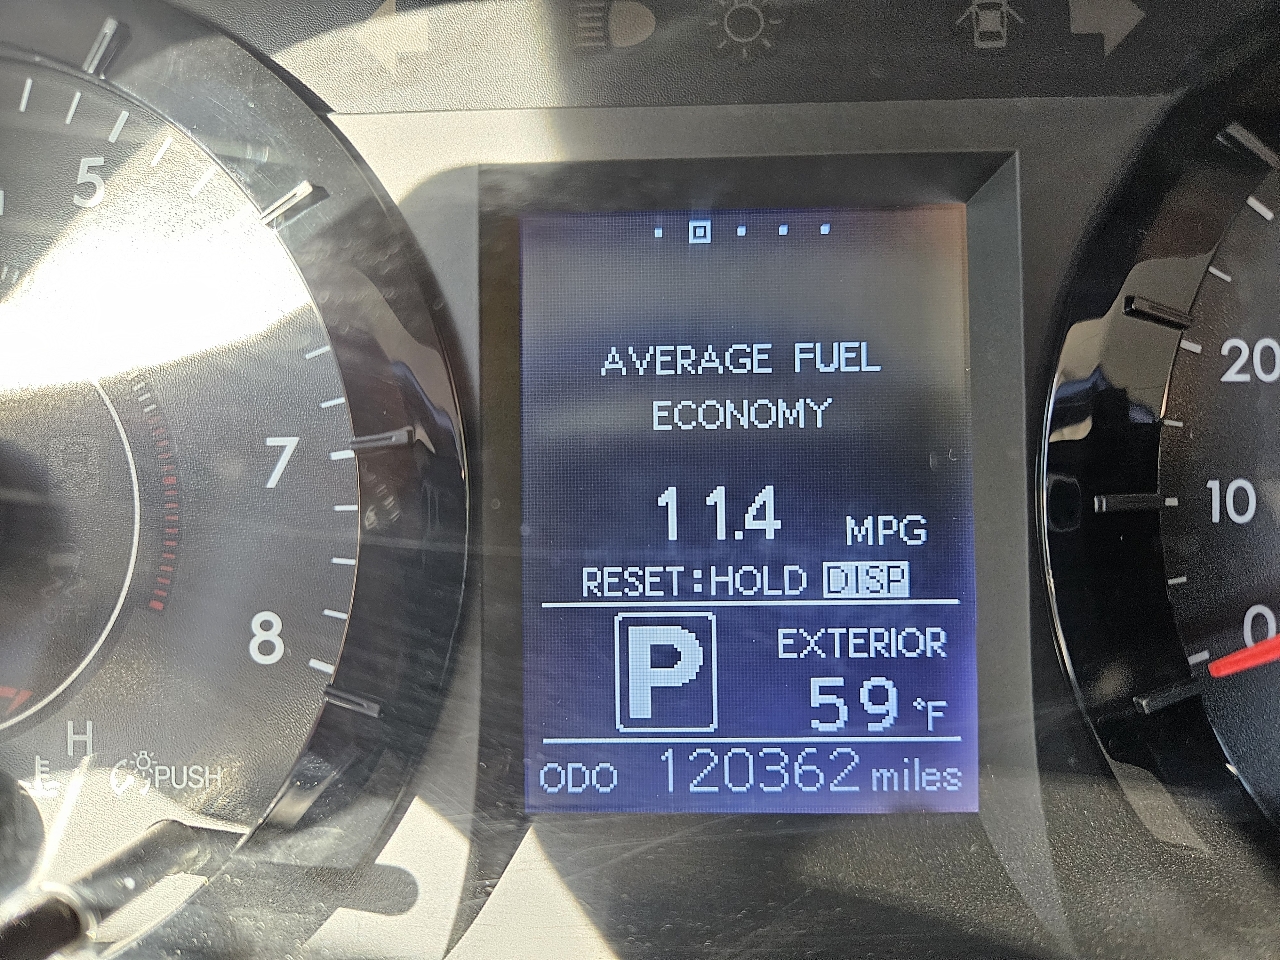 5
7
8
H
PUSH
AVERAGE FUEL
ECONOMY
11.4 MPG
RESET:HOLD DISP
P
EXTERIOR
59 °F
ODO 120362 miles
20
10
0